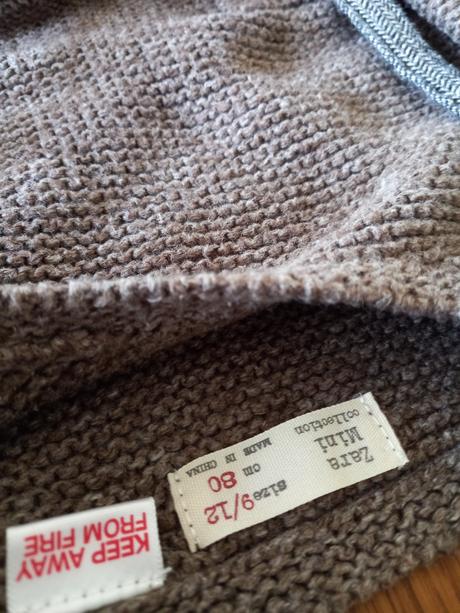 Zara
Mini
collection
size
9/12
cm
80
MADE IN CHINA
KEEP AWAY
FROM FIRE